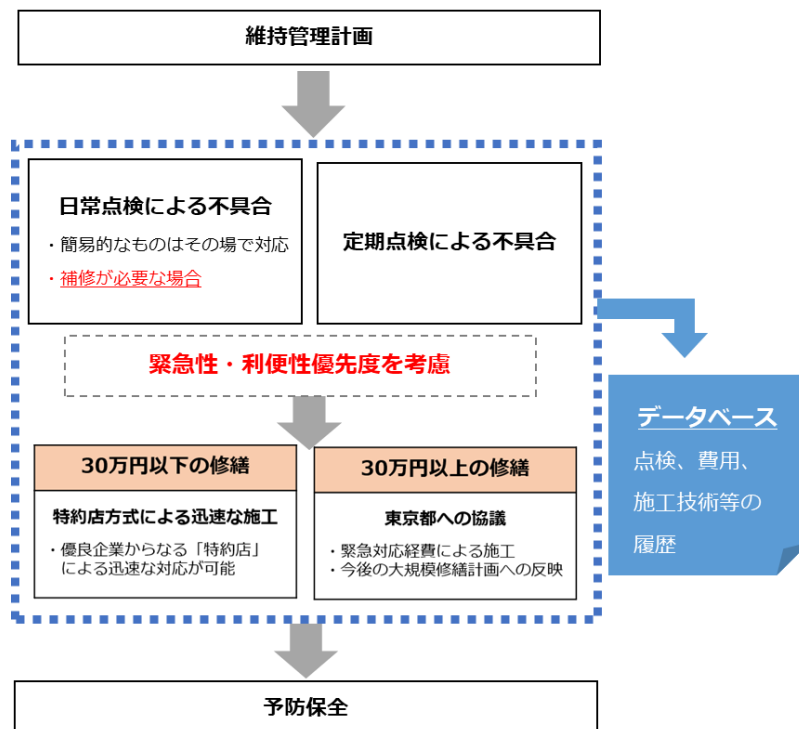 維持管理計画
日常点検による不具合
・簡易的なものはその場で対応
・補修が必要な場合
定期点検による不具合
緊急性・利便性優先度を考慮
30万円以下の修繕
特約店方式による迅速な施工
・優良企業からなる「特約店」
による迅速な対応が可能
30万円以上の修繕
東京都への協議
・緊急対応経費による施工
・今後の大規模修繕計画への反映
データベース
点検、費用、
施工技術等の
履歴
予防保全